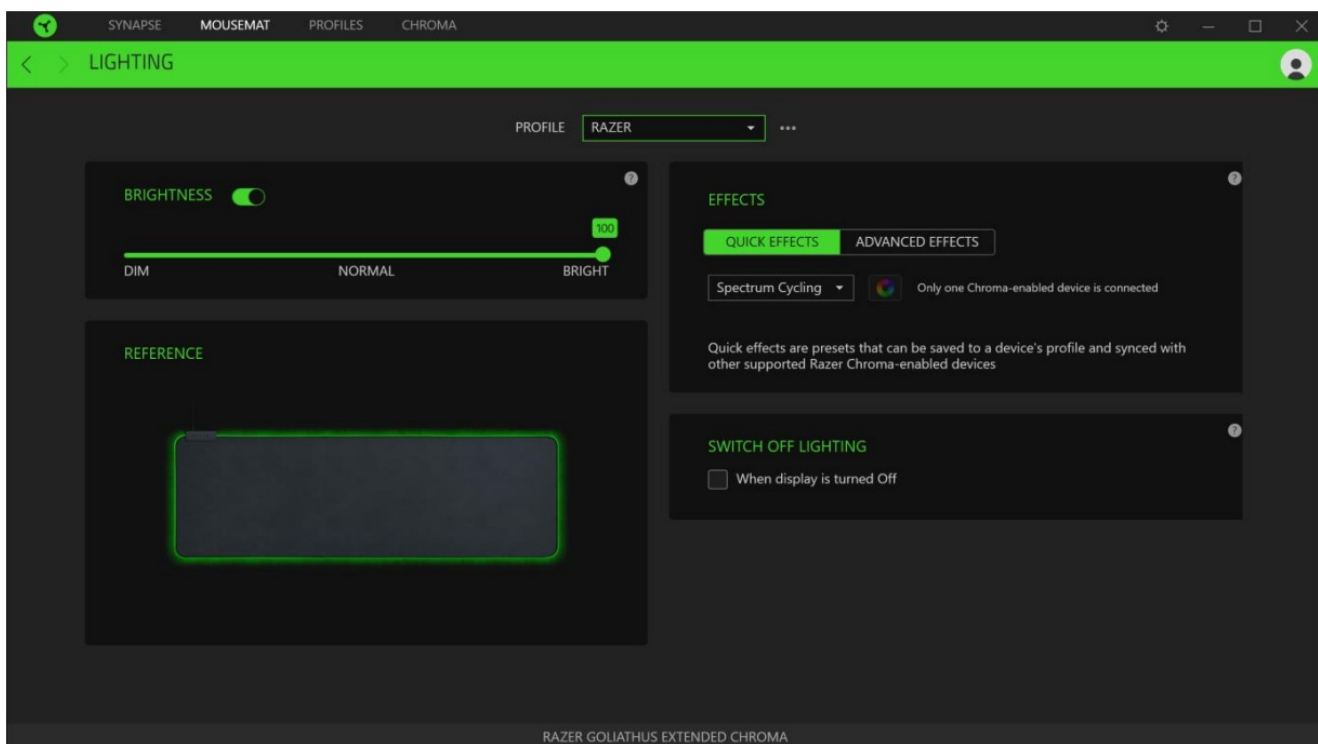 SYNAPSE MOUSEMAT PROFILES CHROMA
LIGHTING
PROFILE RAZER
BRIGHTNESS
100
DIM NORMAL BRIGHT
REFERENCE
EFFECTS
QUICK EFFECTS ADVANCED EFFECTS
Spectrum Cycling Only one Chroma-enabled device is connected
Quick effects are presets that can be saved to a device's profile and synced with
other supported Razer Chroma-enabled devices
SWITCH OFF LIGHTING
When display is turned Off
RAZER GOLIATHUS EXTENDED CHROMA